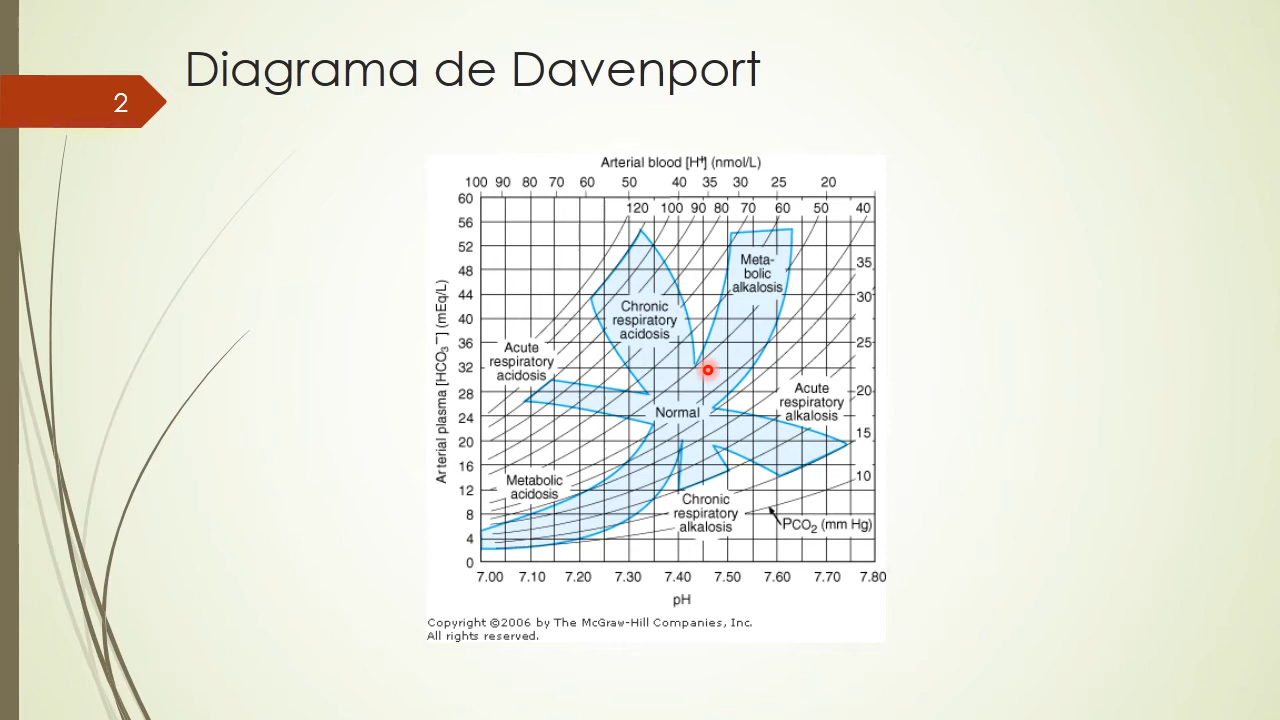 Diagrama de Davenport
2
Arterial blood [H⁺] (nmol/L)
100 90 80 70 60 50 40 35 30 25 20
120 100 90 80 70 60 50 40
60
56
52
48
44
40
36
32
28
24
20
16
12
8
4
0
Arterial plasma [HCO₃⁻] (mEq/L)
35
30
25
20
15
10
Meta-
bolic
alkalosis
Chronic
respiratory
acidosis
Acute
respiratory
acidosis
Acute
respiratory
alkalosis
Normal
Metabolic
acidosis
Chronic
respiratory
alkalosis
PCO₂ (mm Hg)
7.00 7.10 7.20 7.30 7.40 7.50 7.60 7.70 7.80
pH
Copyright ©2006 by The McGraw-Hill Companies, Inc.
All rights reserved.